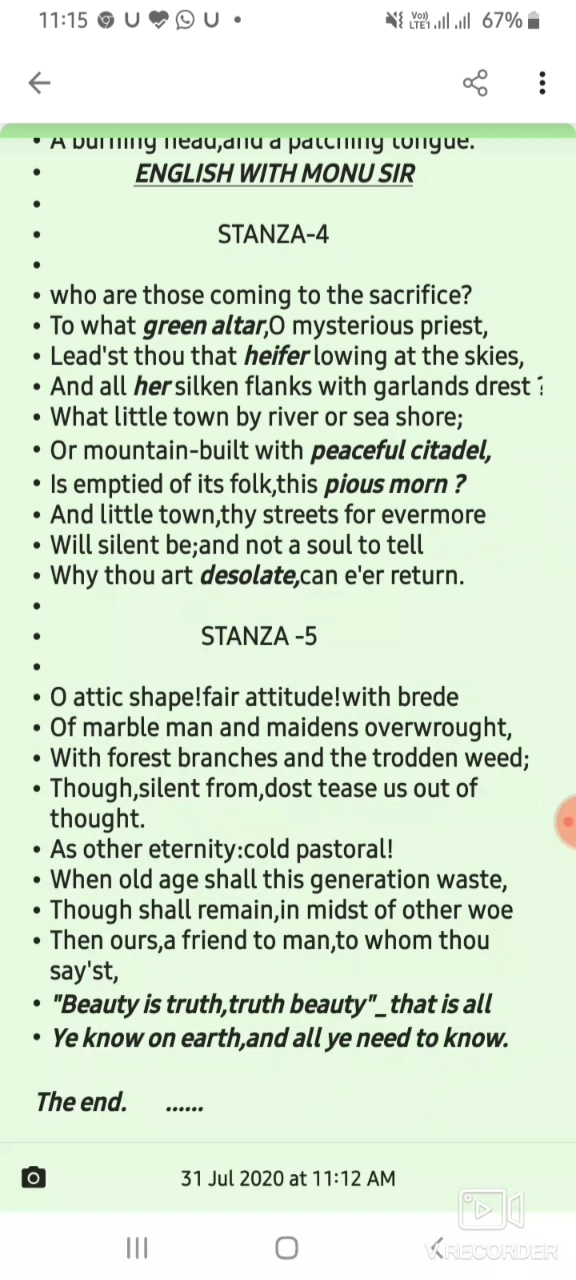 11:15 U U • Vo)) LTE1 67%
• A burning head,and a patching tongue.
• ENGLISH WITH MONU SIR
•
• STANZA-4
•
• who are those coming to the sacrifice?
• To what green altar,O mysterious priest,
• Lead'st thou that heifer lowing at the skies,
• And all her silken flanks with garlands drest ?
• What little town by river or sea shore;
• Or mountain-built with peaceful citadel,
• Is emptied of its folk,this pious morn ?
• And little town,thy streets for evermore
• Will silent be;and not a soul to tell
• Why thou art desolate,can e'er return.
•
• STANZA -5
•
• O attic shape!fair attitude!with brede
• Of marble man and maidens overwrought,
• With forest branches and the trodden weed;
• Though,silent from,dost tease us out of
thought.
• As other eternity:cold pastoral!
• When old age shall this generation waste,
• Though shall remain,in midst of other woe
• Then ours,a friend to man,to whom thou
say'st,
• "Beauty is truth,truth beauty"_that is all
• Ye know on earth,and all ye need to know.
The end. ......
31 Jul 2020 at 11:12 AM
V RECORDER